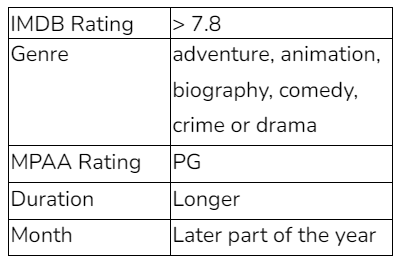 IMDB Rating > 7.8
Genre adventure, animation,
biography, comedy,
crime or drama
MPAA Rating PG
Duration Longer
Month Later part of the year